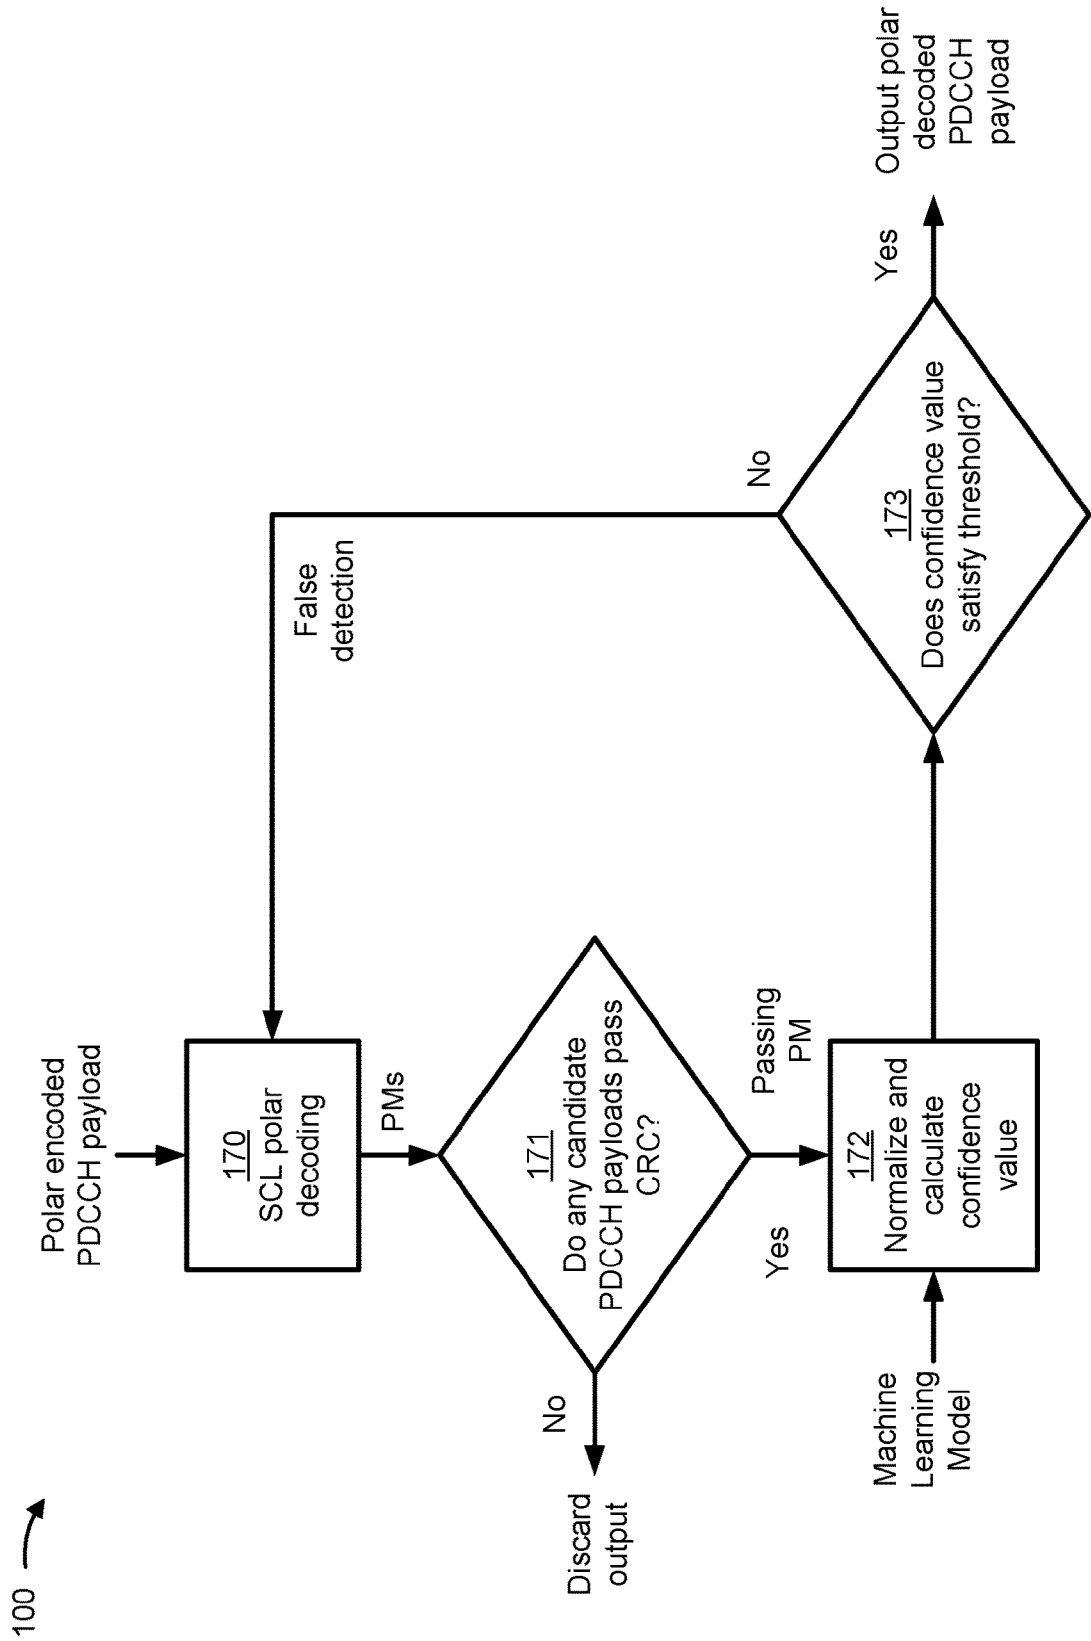 100
Polar encoded
PDCCH payload
170
SCL polar
decoding
PMs
171
Do any candidate
PDCCH payloads pass
CRC?
No
Discard
output
Yes
Passing
PM
Machine
Learning
Model
172
Normalize and
calculate
confidence
value
173
Does confidence value
satisfy threshold?
No
False
detection
Yes
Output polar
decoded
PDCCH
payload